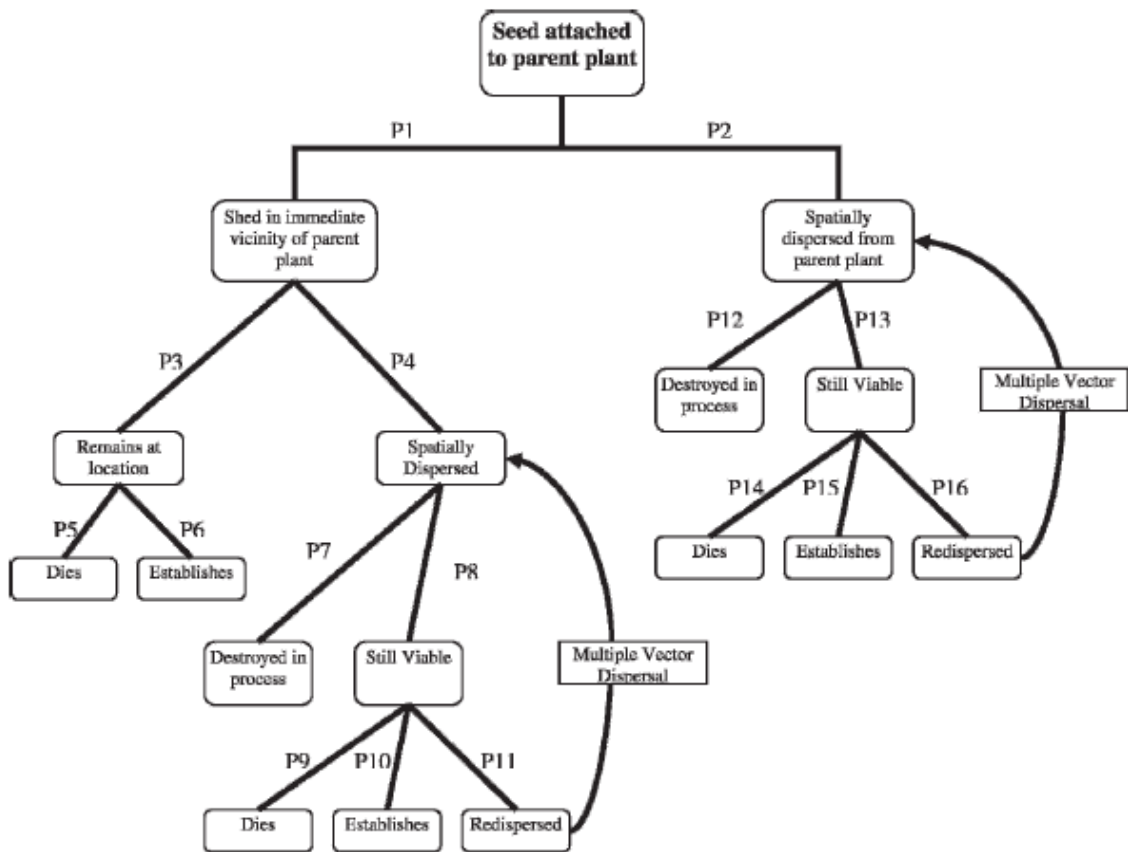 Seed attached
to parent plant
P1
P2
Shed in immediate
vicinity of parent
plant
Spatially
dispersed from
parent plant
P3
P4
P12
P13
Destroyed in
process
Still Viable
Multiple Vector
Dispersal
Remains at
location
Spatially
Dispersed
P14
P15
P16
P5
P6
Dies
Establishes
Redispersed
Dies
Establishes
P7
P8
Destroyed in
process
Still Viable
Multiple Vector
Dispersal
P9
P10
P11
Dies
Establishes
Redispersed